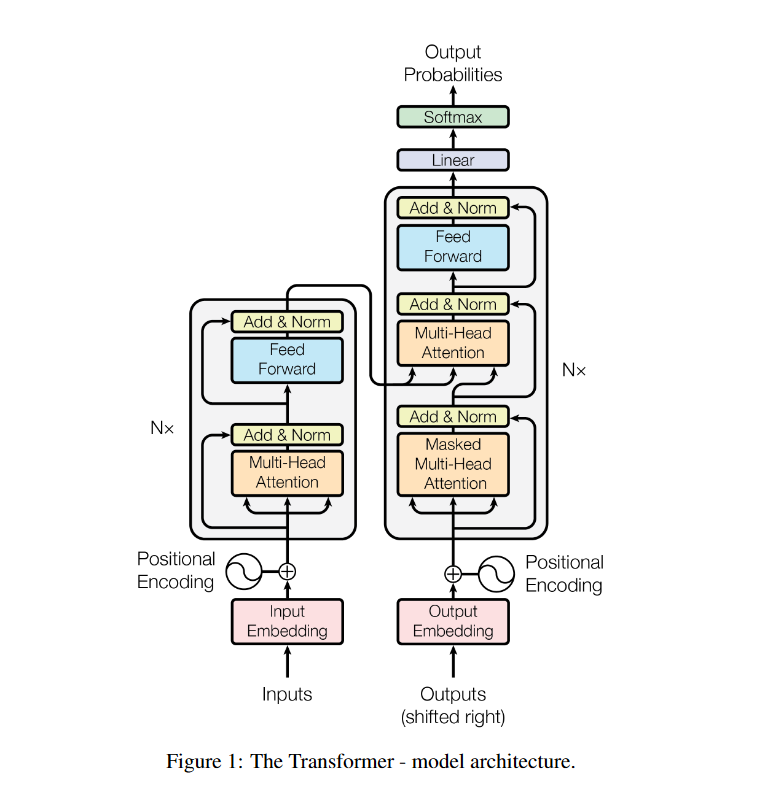 Output
Probabilities
Softmax
Linear
Add & Norm
Feed
Forward
Add & Norm
Multi-Head
Attention
Add & Norm
Masked
Multi-Head
Attention
N×
Add & Norm
Feed
Forward
Add & Norm
Multi-Head
Attention
N×
Positional
Encoding
Positional
Encoding
Input
Embedding
Output
Embedding
Inputs
Outputs
(shifted right)
Figure 1: The Transformer - model architecture.